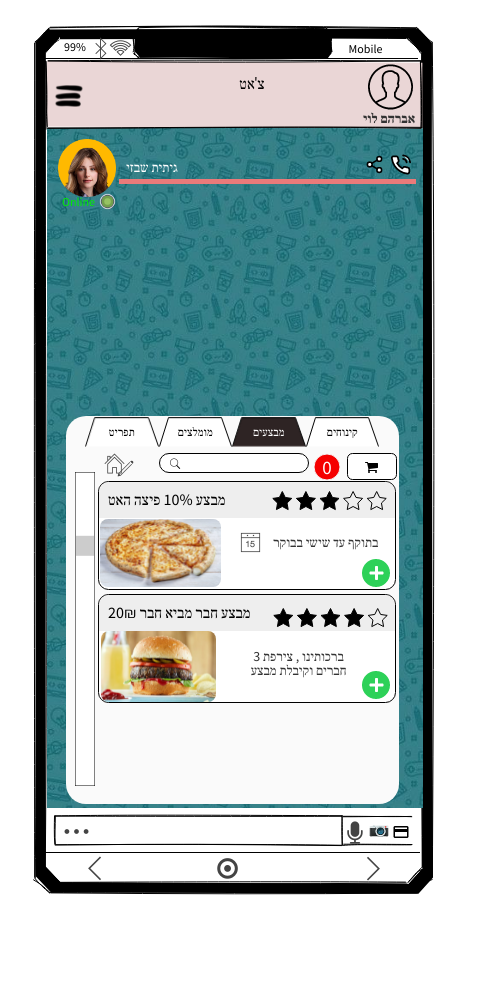 99%
Mobile
צ'אט
אברהם לוי
גיתית שבזי
Online
קינוחים
מבצעים
מומלצים
תפריט
0
מבצע 10% פיצה האט
בתוקף עד שישי בבוקר
15
מבצע חבר מביא חבר 20₪
ברכותינו , צירפת 3
חברים וקיבלת מבצע